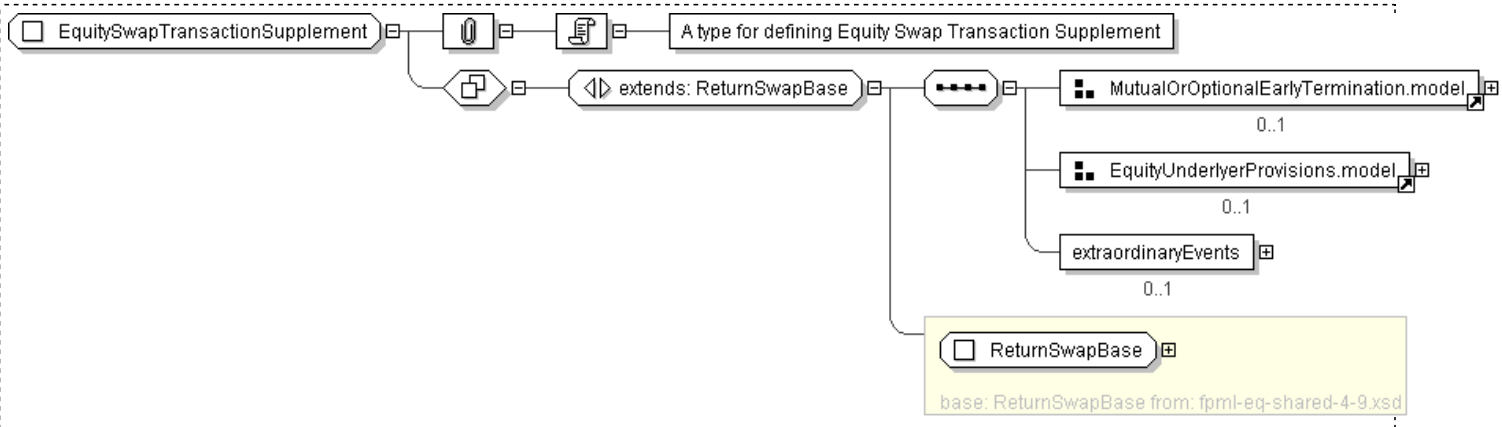 EquitySwapTransactionSupplement
A type for defining Equity Swap Transaction Supplement
extends: ReturnSwapBase
MutualOrOptionalEarlyTermination.model
0..1
EquityUnderlyerProvisions.model
0..1
extraordinaryEvents
0..1
ReturnSwapBase
base: ReturnSwapBase from: fpml-eq-shared-4-9.xsd